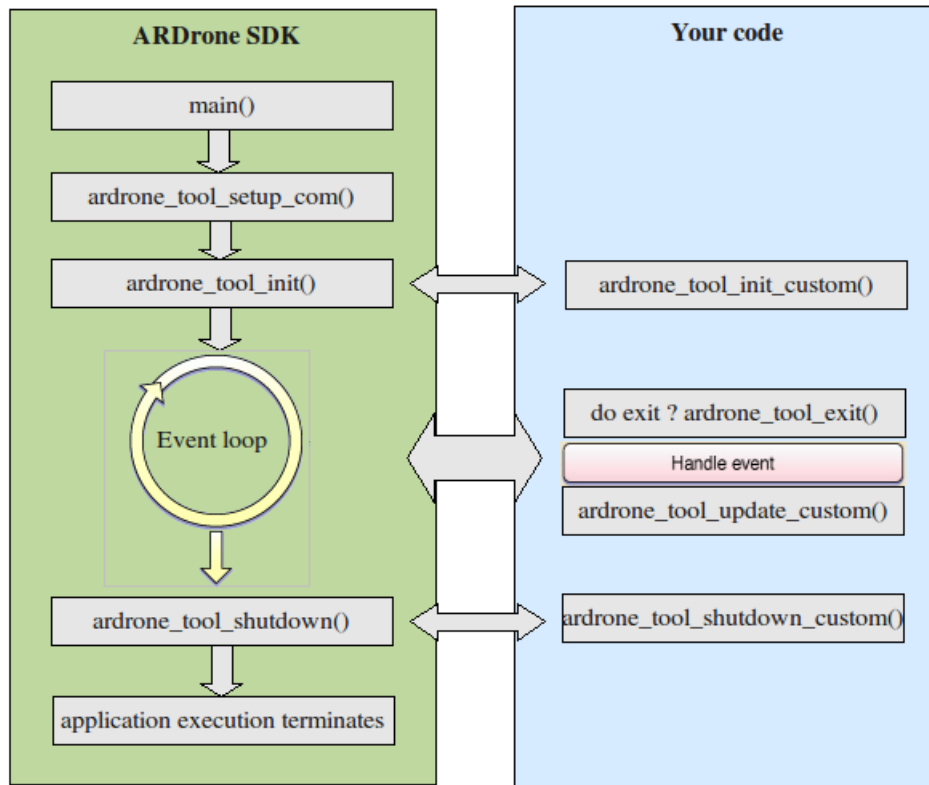 ARDrone SDK
main()
ardrone_tool_setup_com()
ardrone_tool_init()
Event loop
ardrone_tool_shutdown()
application execution terminates
Your code
ardrone_tool_init_custom()
do exit ? ardrone_tool_exit()
Handle event
ardrone_tool_update_custom()
ardrone_tool_shutdown_custom()